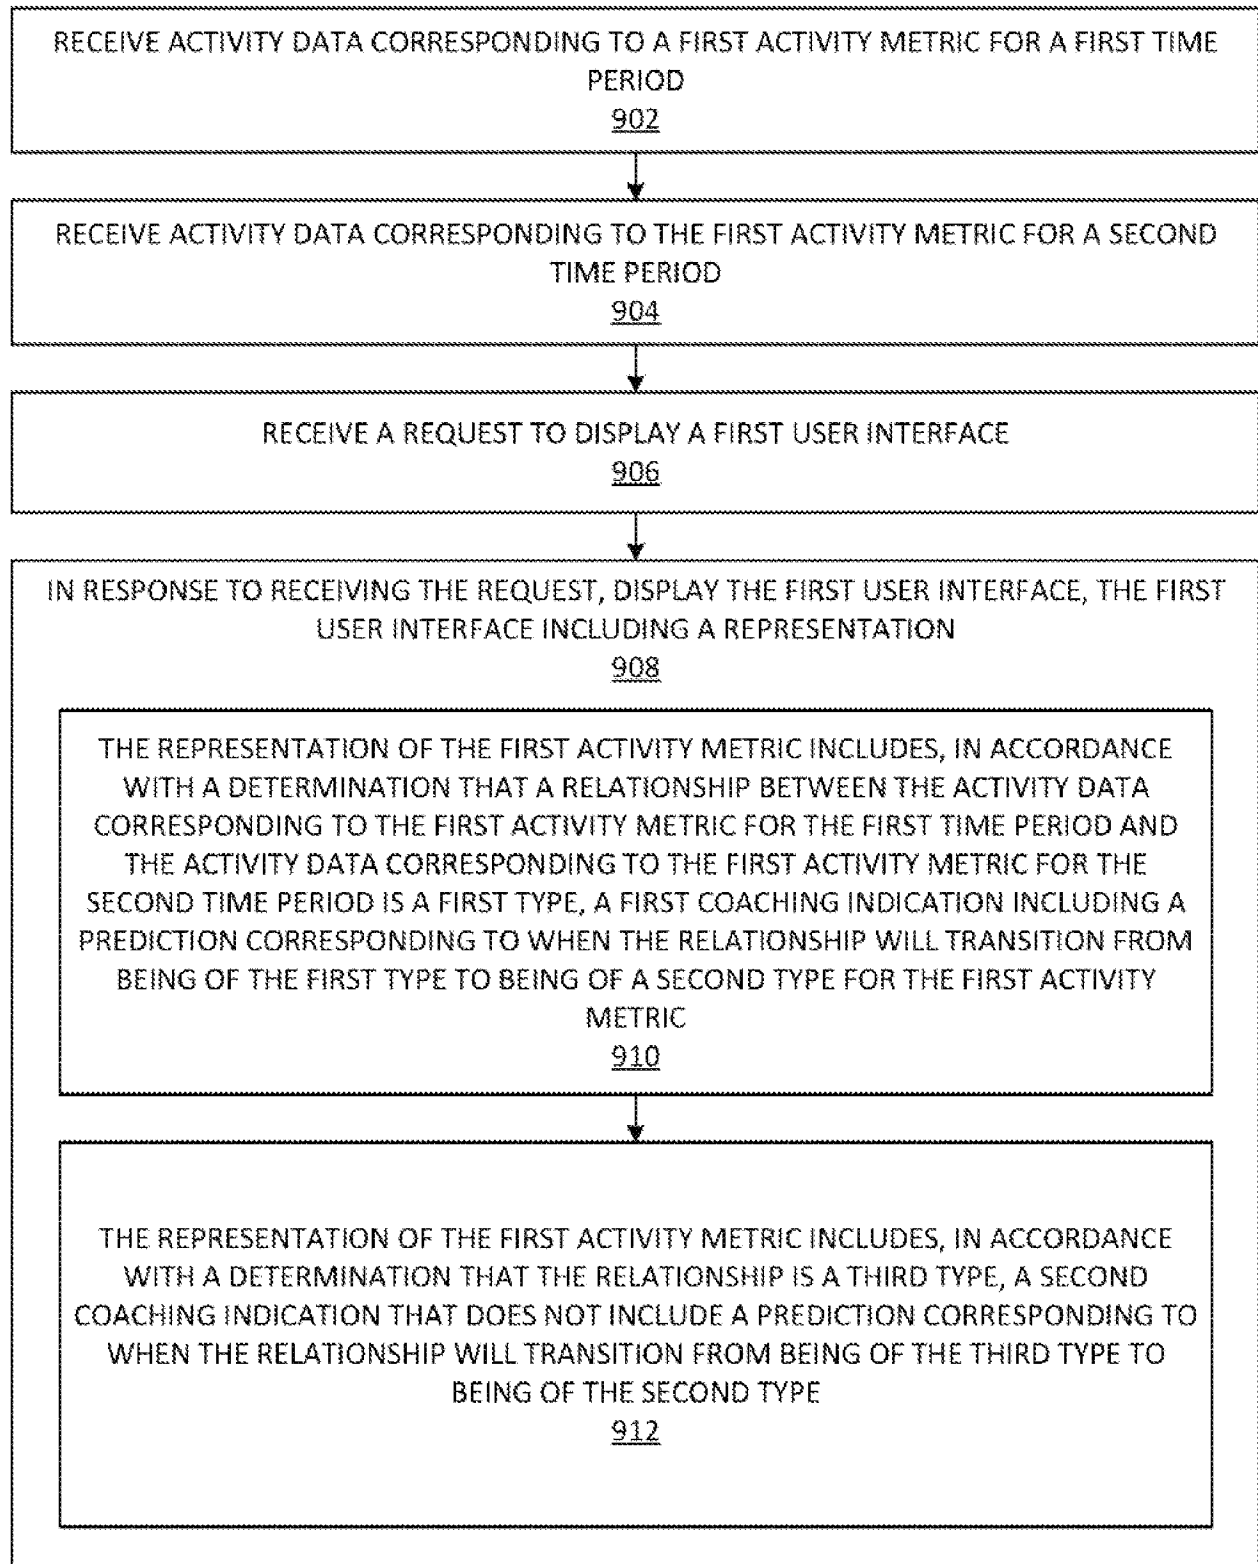 RECEIVE ACTIVITY DATA CORRESPONDING TO A FIRST ACTIVITY METRIC FOR A FIRST TIME
PERIOD
902
RECEIVE ACTIVITY DATA CORRESPONDING TO THE FIRST ACTIVITY METRIC FOR A SECOND
TIME PERIOD
904
RECEIVE A REQUEST TO DISPLAY A FIRST USER INTERFACE
906
IN RESPONSE TO RECEIVING THE REQUEST, DISPLAY THE FIRST USER INTERFACE, THE FIRST
USER INTERFACE INCLUDING A REPRESENTATION
908
THE REPRESENTATION OF THE FIRST ACTIVITY METRIC INCLUDES, IN ACCORDANCE
WITH A DETERMINATION THAT A RELATIONSHIP BETWEEN THE ACTIVITY DATA
CORRESPONDING TO THE FIRST ACTIVITY METRIC FOR THE FIRST TIME PERIOD AND
THE ACTIVITY DATA CORRESPONDING TO THE FIRST ACTIVITY METRIC FOR THE
SECOND TIME PERIOD IS A FIRST TYPE, A FIRST COACHING INDICATION INCLUDING A
PREDICTION CORRESPONDING TO WHEN THE RELATIONSHIP WILL TRANSITION FROM
BEING OF THE FIRST TYPE TO BEING OF A SECOND TYPE FOR THE FIRST ACTIVITY
METRIC
910
THE REPRESENTATION OF THE FIRST ACTIVITY METRIC INCLUDES, IN ACCORDANCE
WITH A DETERMINATION THAT THE RELATIONSHIP IS A THIRD TYPE, A SECOND
COACHING INDICATION THAT DOES NOT INCLUDE A PREDICTION CORRESPONDING TO
WHEN THE RELATIONSHIP WILL TRANSITION FROM BEING OF THE THIRD TYPE TO
BEING OF THE SECOND TYPE
912